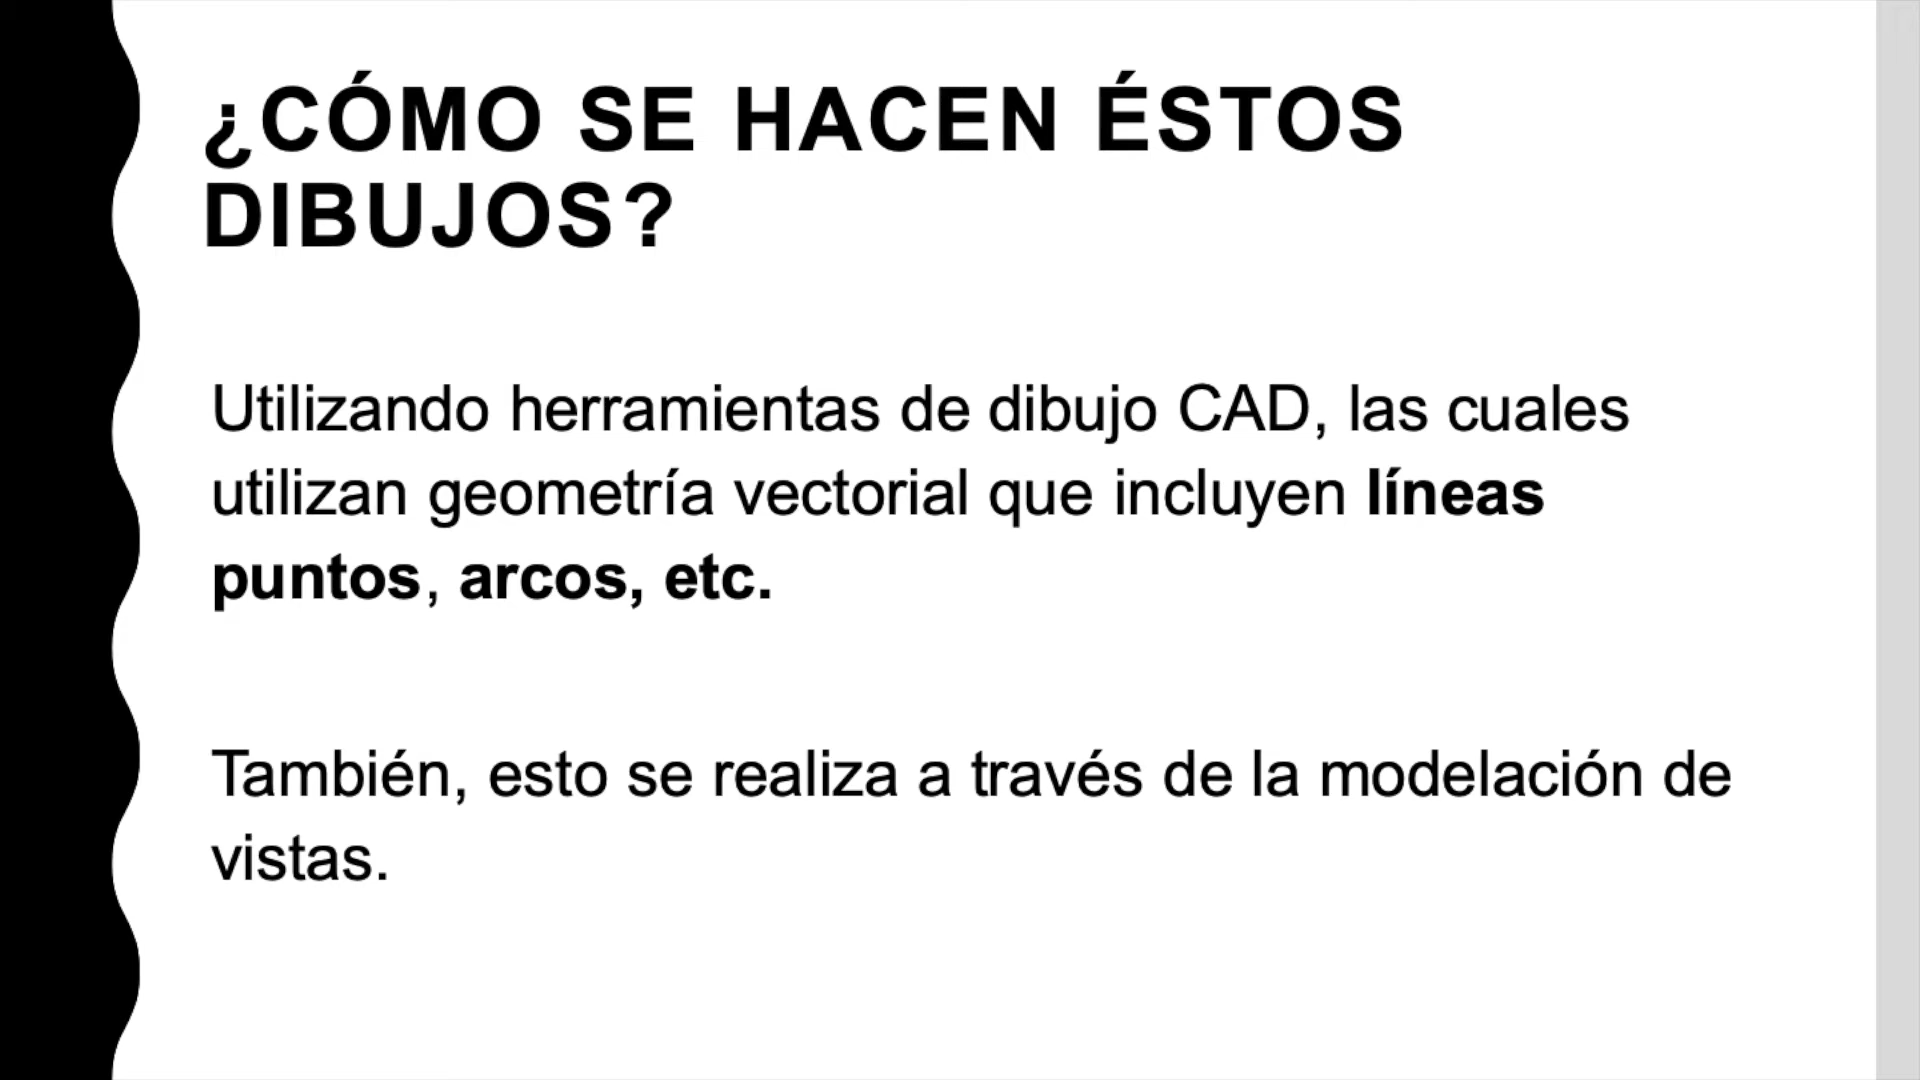 ¿CÓMO SE HACEN ÉSTOS
DIBUJOS?
Utilizando herramientas de dibujo CAD, las cuales
utilizan geometría vectorial que incluyen líneas
puntos, arcos, etc.
También, esto se realiza a través de la modelación de
vistas.